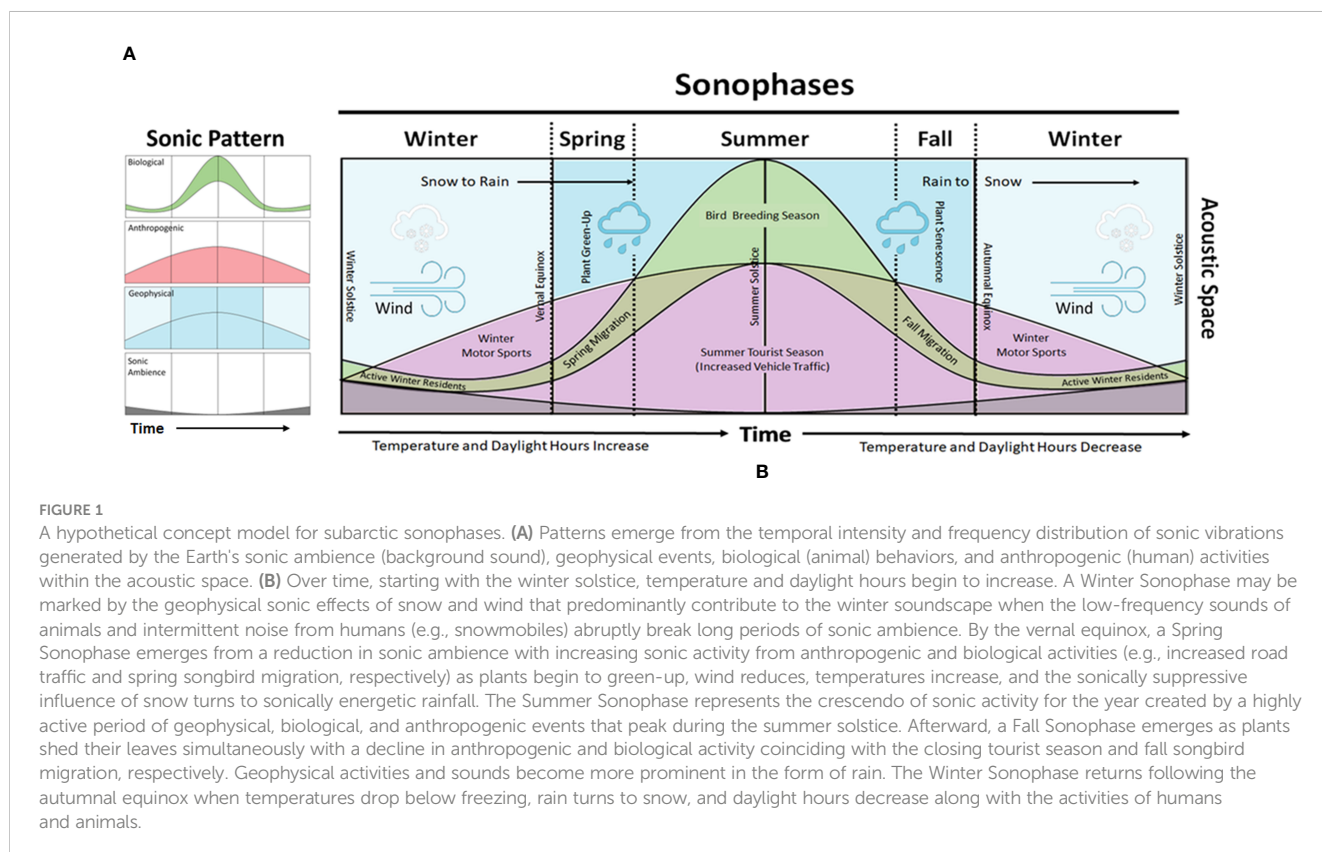 A
Sonophases
Sonic Pattern
Winter
Spring
Summer
Fall
Winter
Biological
Anthropogenic
Geophysical
Sonic
Ambience
Time
Snow to Rain
Rain to
Snow
Wind
Winter Solstice
Vernal Equinox
Plant Green-Up
Bird Breeding Season
Summer Solstice
Plant Senescence
Autumnal Equinox
Wind
Winter Solstice
Acoustic Space
Winter
Motor Sports
Spring Migration
Active Winter Residents
Summer Tourist Season
(Increased Vehicle Traffic)
Fall Migration
Winter
Motor Sports
Active Winter Residents
Temperature and Daylight Hours Increase
Time
Temperature and Daylight Hours Decrease
B
FIGURE 1
A hypothetical concept model for subarctic sonophases. (A) Patterns emerge from the temporal intensity and frequency distribution of sonic vibrations
generated by the Earth's sonic ambience (background sound), geophysical events, biological (animal) behaviors, and anthropogenic (human) activities
within the acoustic space. (B) Over time, starting with the winter solstice, temperature and daylight hours begin to increase. A Winter Sonophase may be
marked by the geophysical sonic effects of snow and wind that predominantly contribute to the winter soundscape when the low-frequency sounds of
animals and intermittent noise from humans (e.g., snowmobiles) abruptly break long periods of sonic ambience. By the vernal equinox, a Spring
Sonophase emerges from a reduction in sonic ambience with increasing sonic activity from anthropogenic and biological activities (e.g., increased road
traffic and spring songbird migration, respectively) as plants begin to green-up, wind reduces, temperatures increase, and the sonically suppressive
influence of snow turns to sonically energetic rainfall. The Summer Sonophase represents the crescendo of sonic activity for the year created by a highly
active period of geophysical, biological, and anthropogenic events that peak during the summer solstice. Afterward, a Fall Sonophase emerges as plants
shed their leaves simultaneously with a decline in anthropogenic and biological activity coinciding with the closing tourist season and fall songbird
migration, respectively. Geophysical activities and sounds become more prominent in the form of rain. The Winter Sonophase returns following the
autumnal equinox when temperatures drop below freezing, rain turns to snow, and daylight hours decrease along with the activities of humans
and animals.